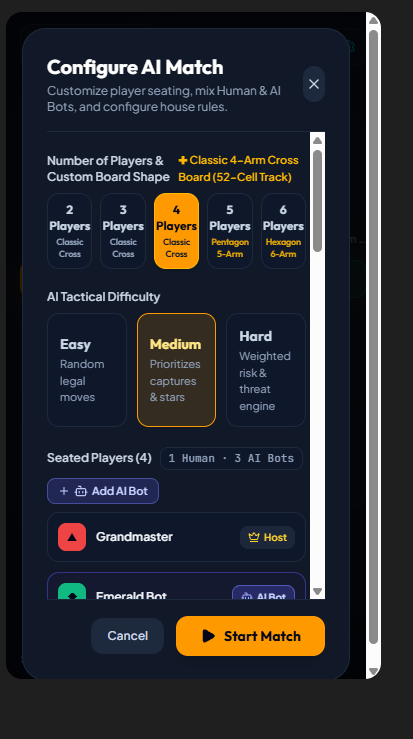 Configure AI Match
Customize player seating, mix Human & AI
Bots, and configure house rules.
Number of Players &
Custom Board Shape
✚ Classic 4-Arm Cross
Board (52-Cell Track)
2
Players
Classic
Cross
3
Players
Classic
Cross
4
Players
Classic
Cross
5
Players
Pentagon
5-Arm
6
Players
Hexagon
6-Arm
AI Tactical Difficulty
Easy
Random
legal
moves
Medium
Prioritizes
captures
& stars
Hard
Weighted
risk &
threat
engine
Seated Players (4)
1 Human · 3 AI Bots
+ Add AI Bot
Grandmaster
Host
Emerald Bot
AI Bot
Cancel
Start Match